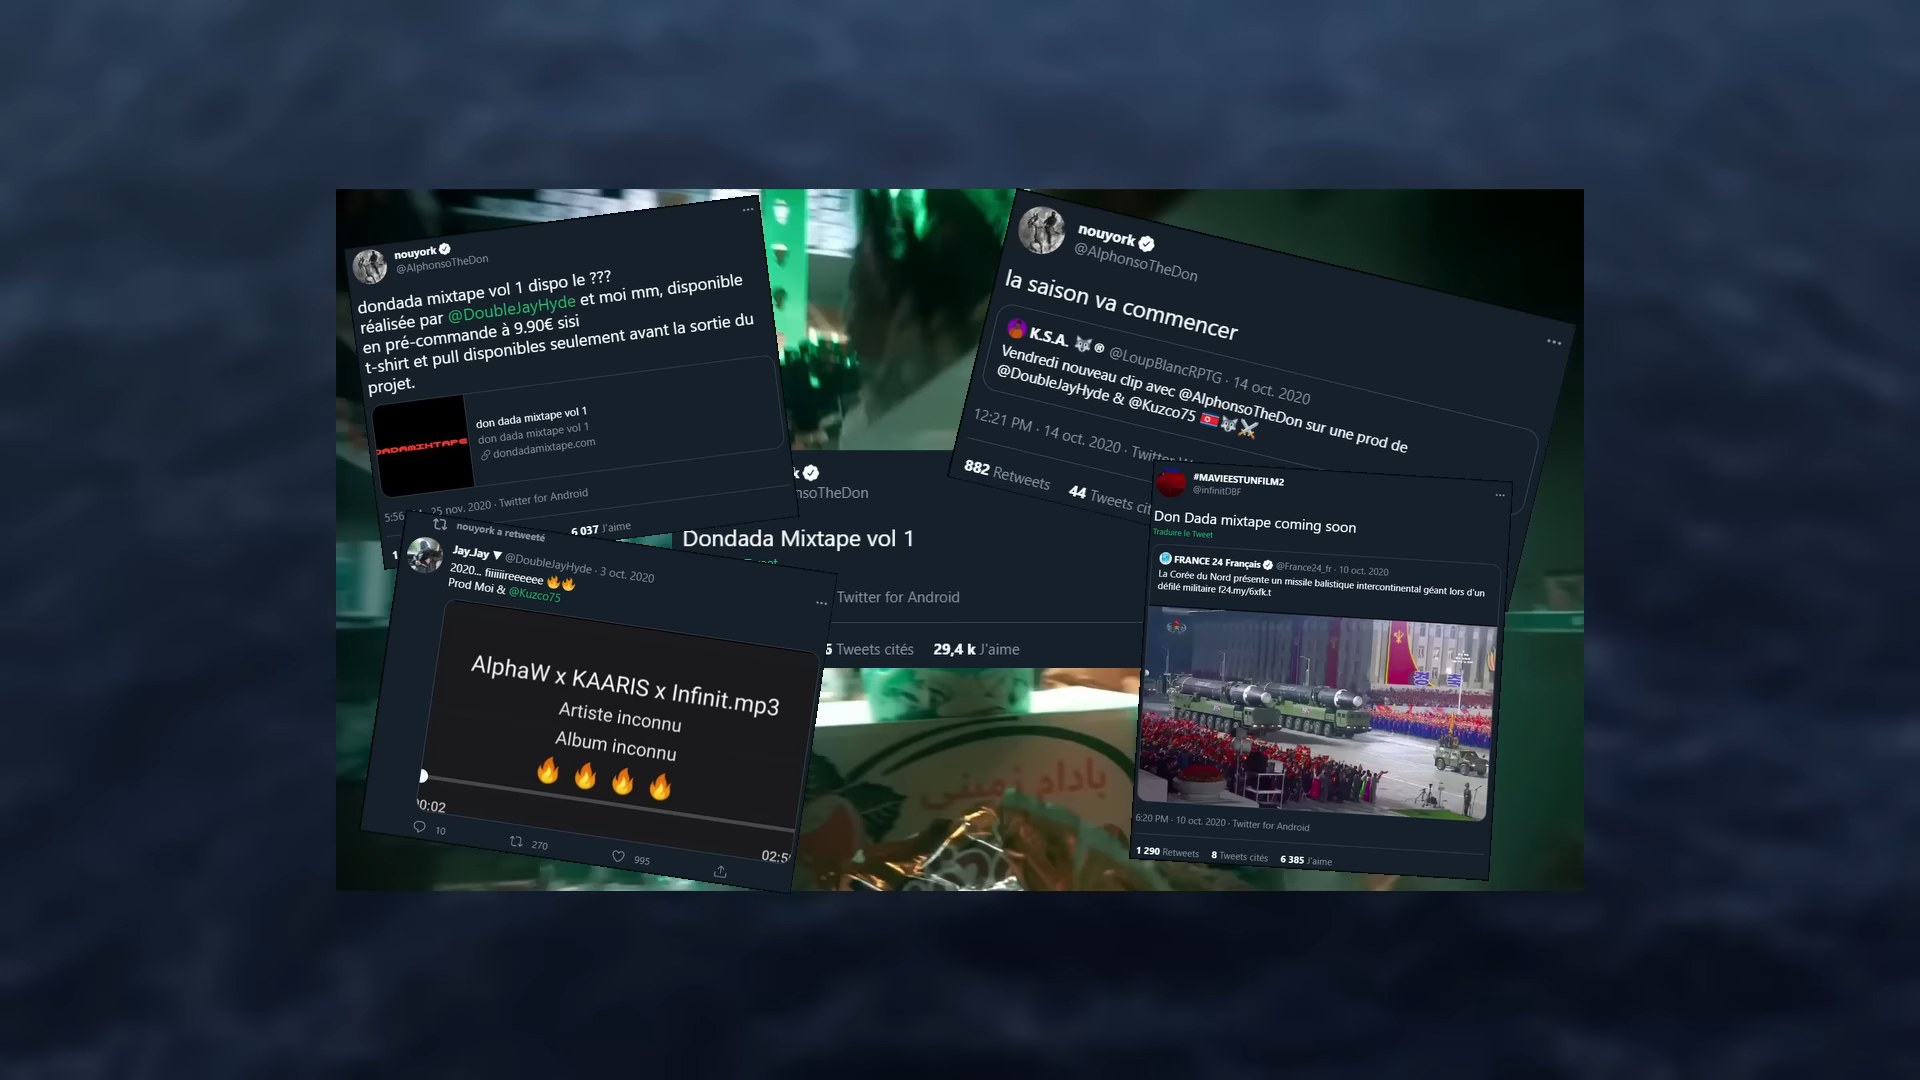 nouyork
@AlphonsoTheDon
dondada mixtape vol 1 dispo le ???
réalisée par @DoubleJayHyde et moi mm, disponible
en pré-commande à 9.90€ sisi
t-shirt et pull disponibles seulement avant la sortie du
projet.
don dada mixtape vol 1
don dada mixtape vol 1
dondadamixtape.com
25 nov. 2020 · Twitter for Android
6 037 J'aime
nouyork
@AlphonsoTheDon
la saison va commencer
K.S.A. 🐺® @LoupBlancRPTG · 14 oct. 2020
Vendredi nouveau clip avec @AlphonsoTheDon sur une prod de
@DoubleJayHyde & @Kuzco75 🇰🇵🐺⚔
12:21 PM · 14 oct. 2020 · Twitter
882 Retweets 44 Tweets
nsoTheDon
Dondada Mixtape vol 1
Twitter for Android
Tweets cités 29,4 k J'aime
nouyork a retweeté
Jay.Jay ▼ @DoubleJayHyde · 3 oct. 2020
2020... fiiiiiireeeeee 🔥🔥
Prod Moi & @Kuzco75
AlphaW x KAARIS x Infinit.mp3
Artiste inconnu
Album inconnu
🔥 🔥 🔥 🔥
0:02
02:5
10 270 995
#MAVIEESTUNFILM2
@infinitDBF
Don Dada mixtape coming soon
Traduire le Tweet
FRANCE 24 Français @France24_fr · 10 oct. 2020
La Corée du Nord présente un missile balistique intercontinental géant lors d'un
défilé militaire f24.my/6xfk.t
6:20 PM · 10 oct. 2020 · Twitter for Android
1 290 Retweets 8 Tweets cités 6 385 J'aime
بادام زمینی